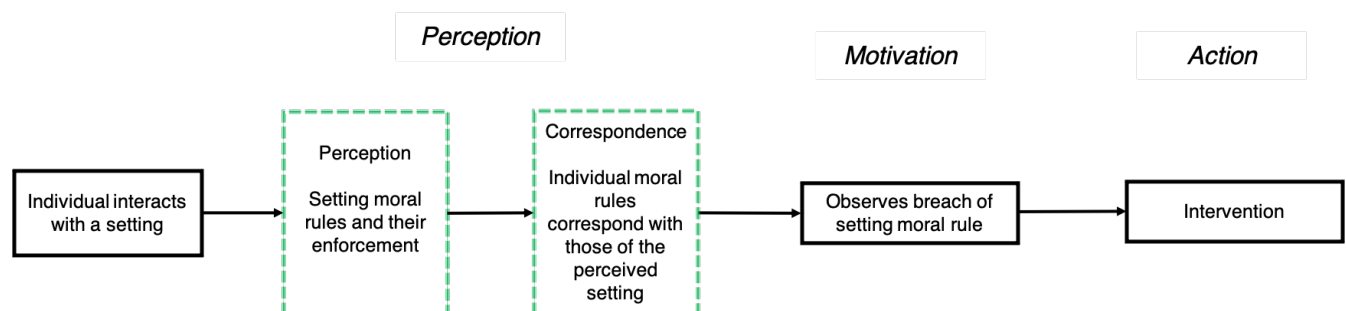 Perception
Motivation
Action
Individual interacts
with a setting
Perception
Setting moral
rules and their
enforcement
Correspondence
Individual moral
rules
correspond with
those of the
perceived
setting
Observes breach of
setting moral rule
Intervention